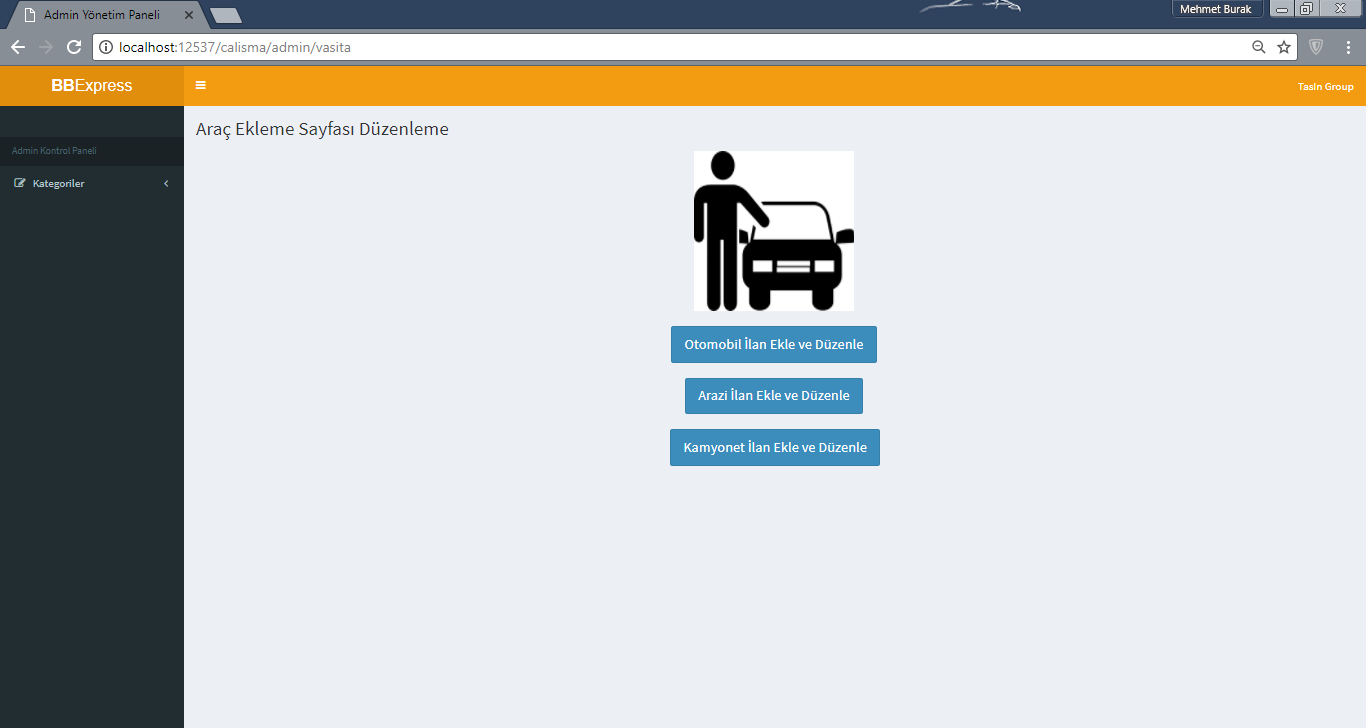 Admin Yönetim Paneli
Mehmet Burak
localhost:12537/calisma/admin/vasita
BBExpress
Tasin Group
Araç Ekleme Sayfası Düzenleme
Admin Kontrol Paneli
Kategoriler
Otomobil İlan Ekle ve Düzenle
Arazi İlan Ekle ve Düzenle
Kamyonet İlan Ekle ve Düzenle